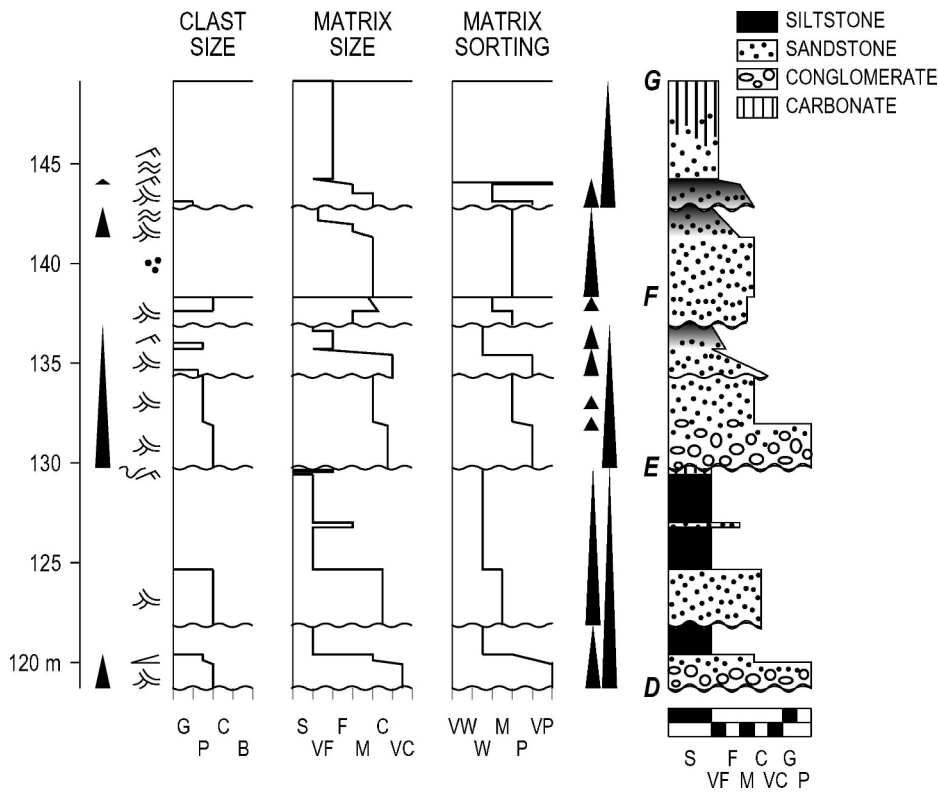 CLAST SIZE
MATRIX SIZE
MATRIX SORTING
SILTSTONE
SANDSTONE
CONGLOMERATE
CARBONATE
G
145
140
F
135
130
E
125
120 m
D
G C
P B
S F C
VF M VC
VW M VP
W P
S F C G
VF M VC P